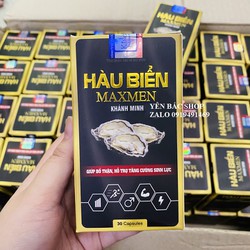 HÀU BIỂN
MAXMEN
KHÁNH MINH
YẾN BẮC SHOP
ZALO 0919491469
GIÚP BỔ THẬN, HỖ TRỢ TĂNG CƯỜNG SINH LỰC
30 Capsules